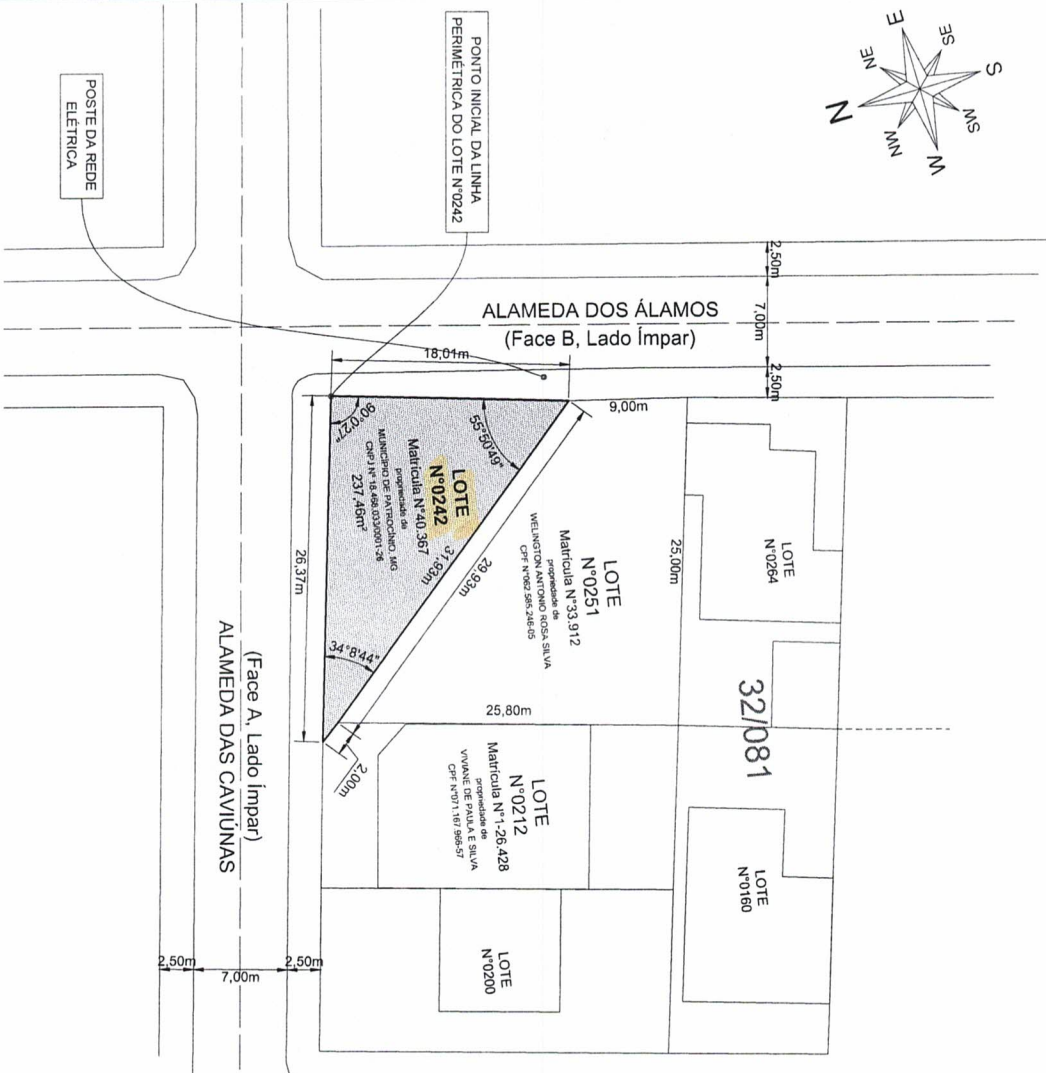 E
SE
S
SW
W
NW
N
NE
PONTO INICIAL DA LINHA
PERIMÉTRICA DO LOTE N°0242
POSTE DA REDE
ELÉTRICA
ALAMEDA DOS ÁLAMOS
(Face B, Lado Ímpar)
2,50m
7,00m
2,50m
18,01m
9,00m
90°0'27"
55°50'49"
34°8'44"
LOTE
N°0242
Matrícula N°40.367
propriedade de
MUNICÍPIO DE PATROCÍNIO, MG
CNPJ N°18.468.033/0001-26
237,46m²
31,93m
29,93m
26,37m
2,00m
LOTE
N°0251
Matrícula N°33.912
propriedade de
WELINGTON ANTONIO ROSA SILVA
CPF N°062.585.246-05
25,00m
25,80m
LOTE
N°0264
32/081
LOTE
N°0212
Matrícula N°1-26.428
propriedade de
VIVIANE DE PAULA E SILVA
CPF N°071.167.966-57
LOTE
N°0160
LOTE
N°0200
(Face A, Lado Ímpar)
ALAMEDA DAS CAVIÚNAS
2,50m
7,00m
2,50m